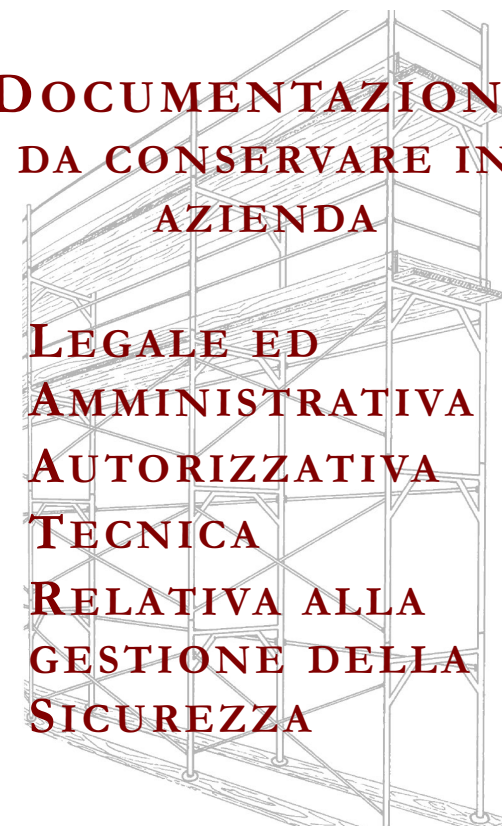 DOCUMENTAZION
DA CONSERVARE IN
AZIENDA
LEGALE ED
AMMINISTRATIVA
AUTORIZZATIVA
TECNICA
RELATIVA ALLA
GESTIONE DELLA
SICUREZZA